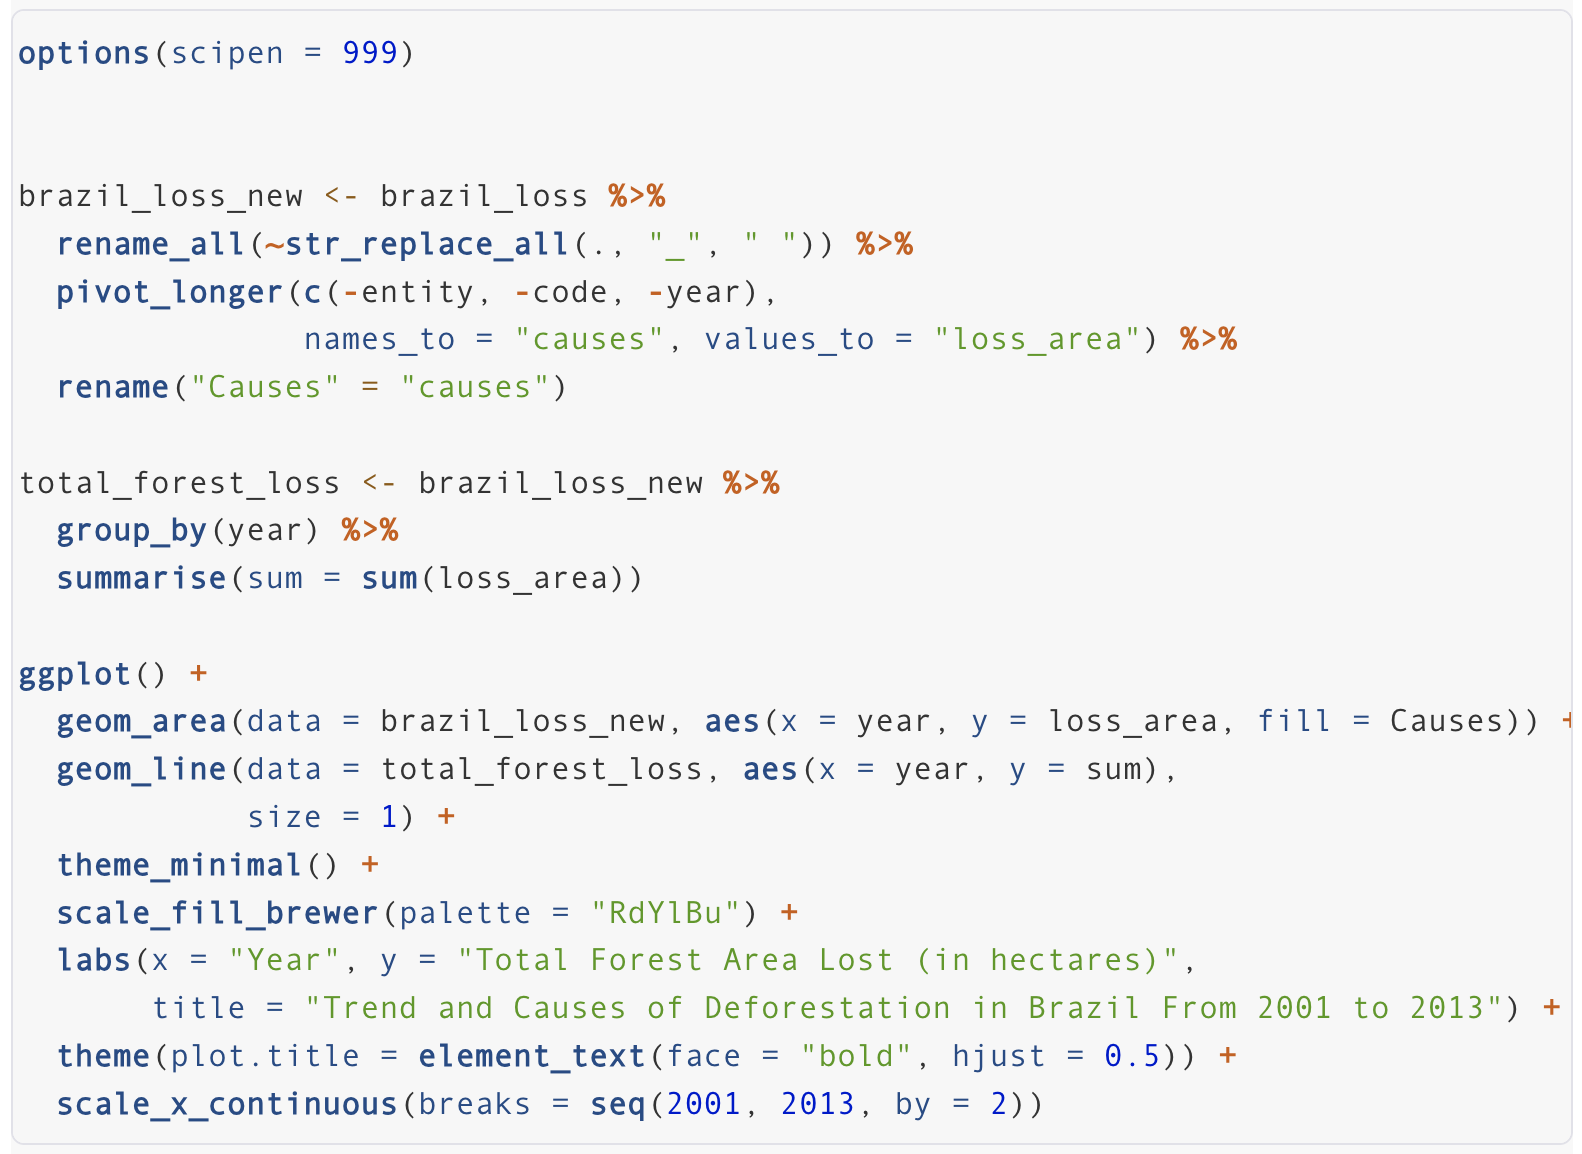 options(scipen = 999)
brazil_loss_new <- brazil_loss %>%
  rename_all(~str_replace_all(., "_", " ")) %>%
  pivot_longer(c(-entity, -code, -year),
               names_to = "causes", values_to = "loss_area") %>%
  rename("Causes" = "causes")
total_forest_loss <- brazil_loss_new %>%
  group_by(year) %>%
  summarise(sum = sum(loss_area))
ggplot() +
  geom_area(data = brazil_loss_new, aes(x = year, y = loss_area, fill = Causes)) +
  geom_line(data = total_forest_loss, aes(x = year, y = sum),
            size = 1) +
  theme_minimal() +
  scale_fill_brewer(palette = "RdYlBu") +
  labs(x = "Year", y = "Total Forest Area Lost (in hectares)",
       title = "Trend and Causes of Deforestation in Brazil From 2001 to 2013") +
  theme(plot.title = element_text(face = "bold", hjust = 0.5)) +
  scale_x_continuous(breaks = seq(2001, 2013, by = 2))